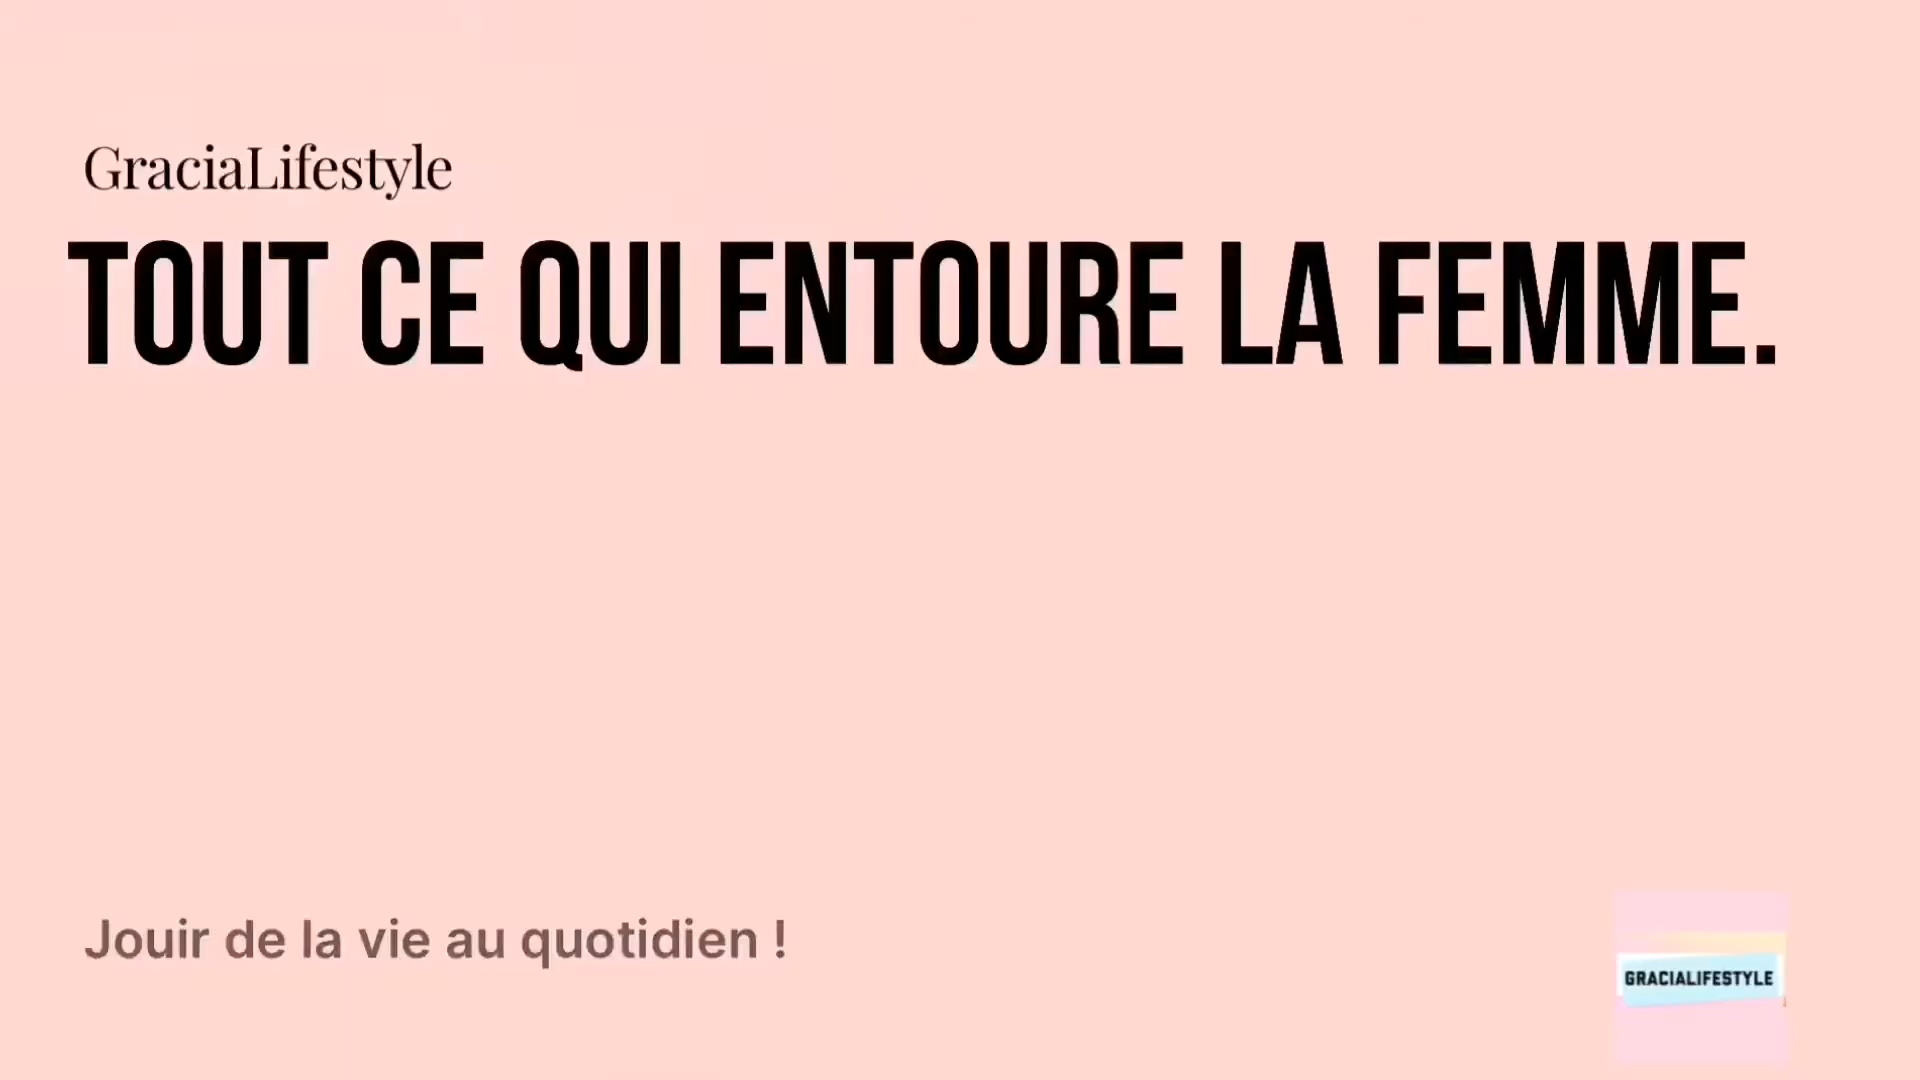 GraciaLifestyle
TOUT CE QUI ENTOURE LA FEMME.
Jouir de la vie au quotidien !
GRACIALIFESTYLE